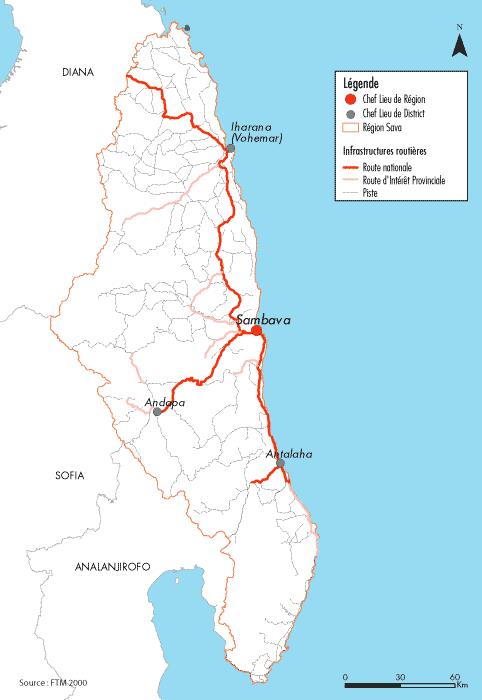 N
DIANA
Légende
Chef Lieu de Région
Chef Lieu de District
Région Sava
Infrastructures routières
Route nationale
Route d'Intérêt Provinciale
Piste
Iharana
(Vohemar)
Sambava
Andapa
Antalaha
SOFIA
ANALANJIROFO
Source : FTM 2000
0 30 60
Km